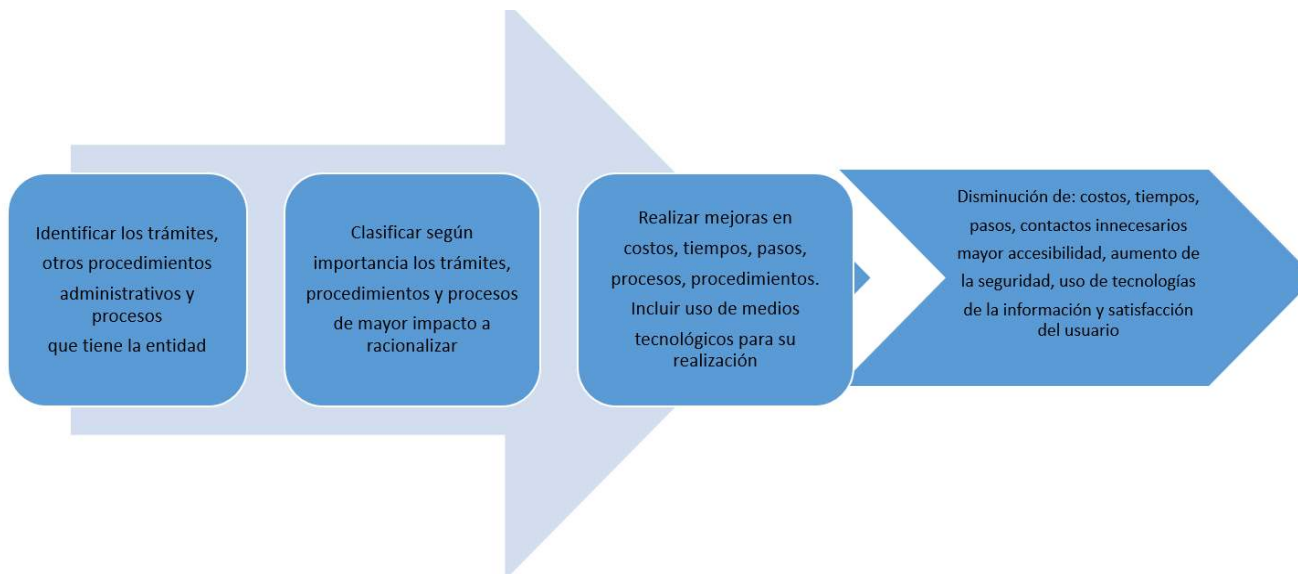 Identificar los trámites,
otros procedimientos
administrativos y
procesos
que tiene la entidad
Clasificar según
importancia los trámites,
procedimientos y procesos
de mayor impacto a
racionalizar
Realizar mejoras en
costos, tiempos, pasos,
procesos, procedimientos.
Incluir uso de medios
tecnológicos para su
realización
Disminución de: costos, tiempos,
pasos, contactos innecesarios
mayor accesibilidad, aumento de
la seguridad, uso de tecnologías
de la información y satisfacción
del usuario